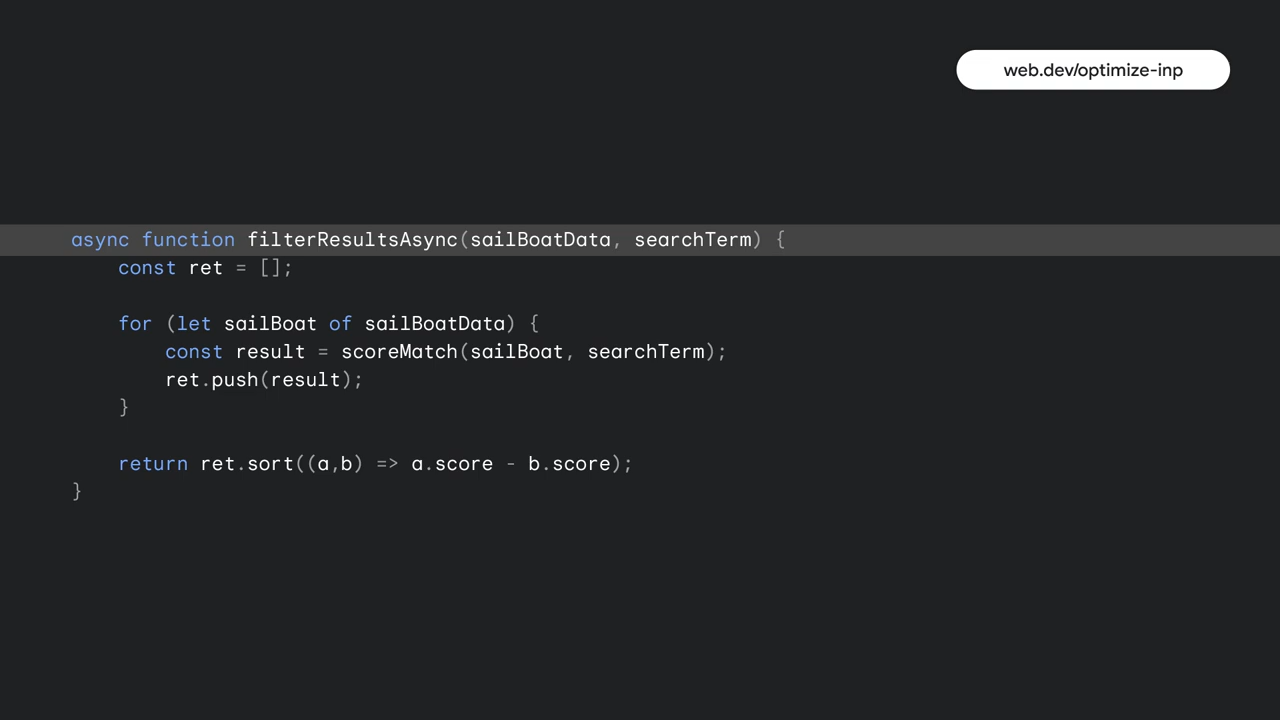 web.dev/optimize-inp
async function filterResultsAsync(sailBoatData, searchTerm) {
    const ret = [];
    for (let sailBoat of sailBoatData) {
        const result = scoreMatch(sailBoat, searchTerm);
        ret.push(result);
    }
    return ret.sort((a,b) => a.score - b.score);
}